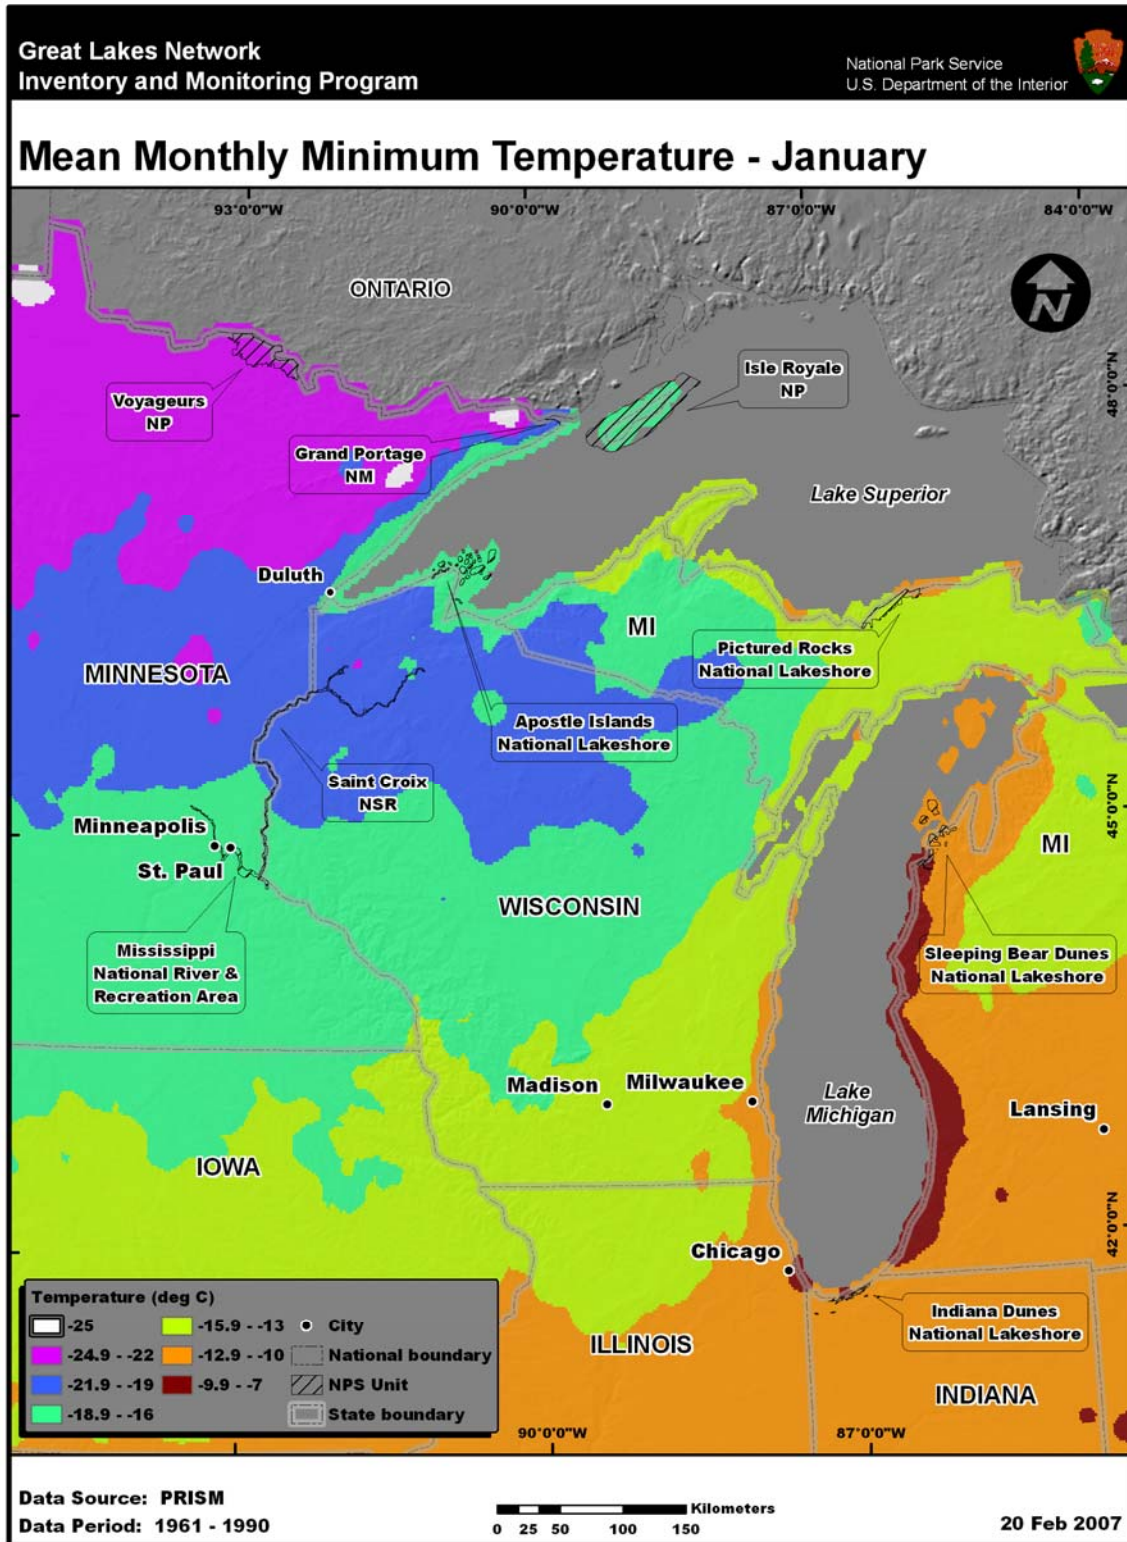 Great Lakes Network
Inventory and Monitoring Program
National Park Service
U.S. Department of the Interior
Mean Monthly Minimum Temperature - January
93°0'0"W
90°0'0"W
87°0'0"W
84°0'0"W
ONTARIO
N
Isle Royale
NP
48°0'0"N
Voyageurs
NP
Grand Portage
NM
Lake Superior
Duluth
MI
Pictured Rocks
National Lakeshore
MINNESOTA
Apostle Islands
National Lakeshore
Saint Croix
NSR
45°0'0"N
Minneapolis
St. Paul
MI
WISCONSIN
Mississippi
National River &
Recreation Area
Sleeping Bear Dunes
National Lakeshore
Madison
Milwaukee
Lake
Michigan
Lansing
IOWA
42°0'0"N
Chicago
Indiana Dunes
National Lakeshore
ILLINOIS
INDIANA
Temperature (deg C)
-25
-24.9 - -22
-21.9 - -19
-18.9 - -16
-15.9 - -13
-12.9 - -10
-9.9 - -7
City
National boundary
NPS Unit
State boundary
90°0'0"W
87°0'0"W
Data Source: PRISM
Data Period: 1961 - 1990
Kilometers
0 25 50 100 150
20 Feb 2007